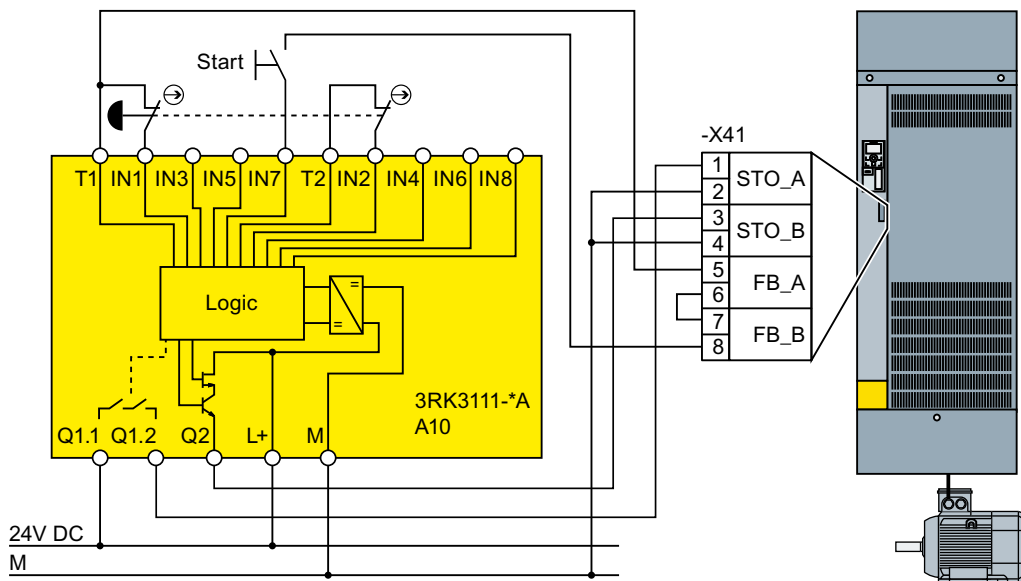 Start
-X41
T1 IN1 IN3 IN5 IN7 T2 IN2 IN4 IN6 IN8
1
2
STO_A
3
4
STO_B
5
6
FB_A
7
8
FB_B
Logic
=
=
3RK3111-*A
A10
Q1.1 Q1.2 Q2 L+ M
24V DC
M